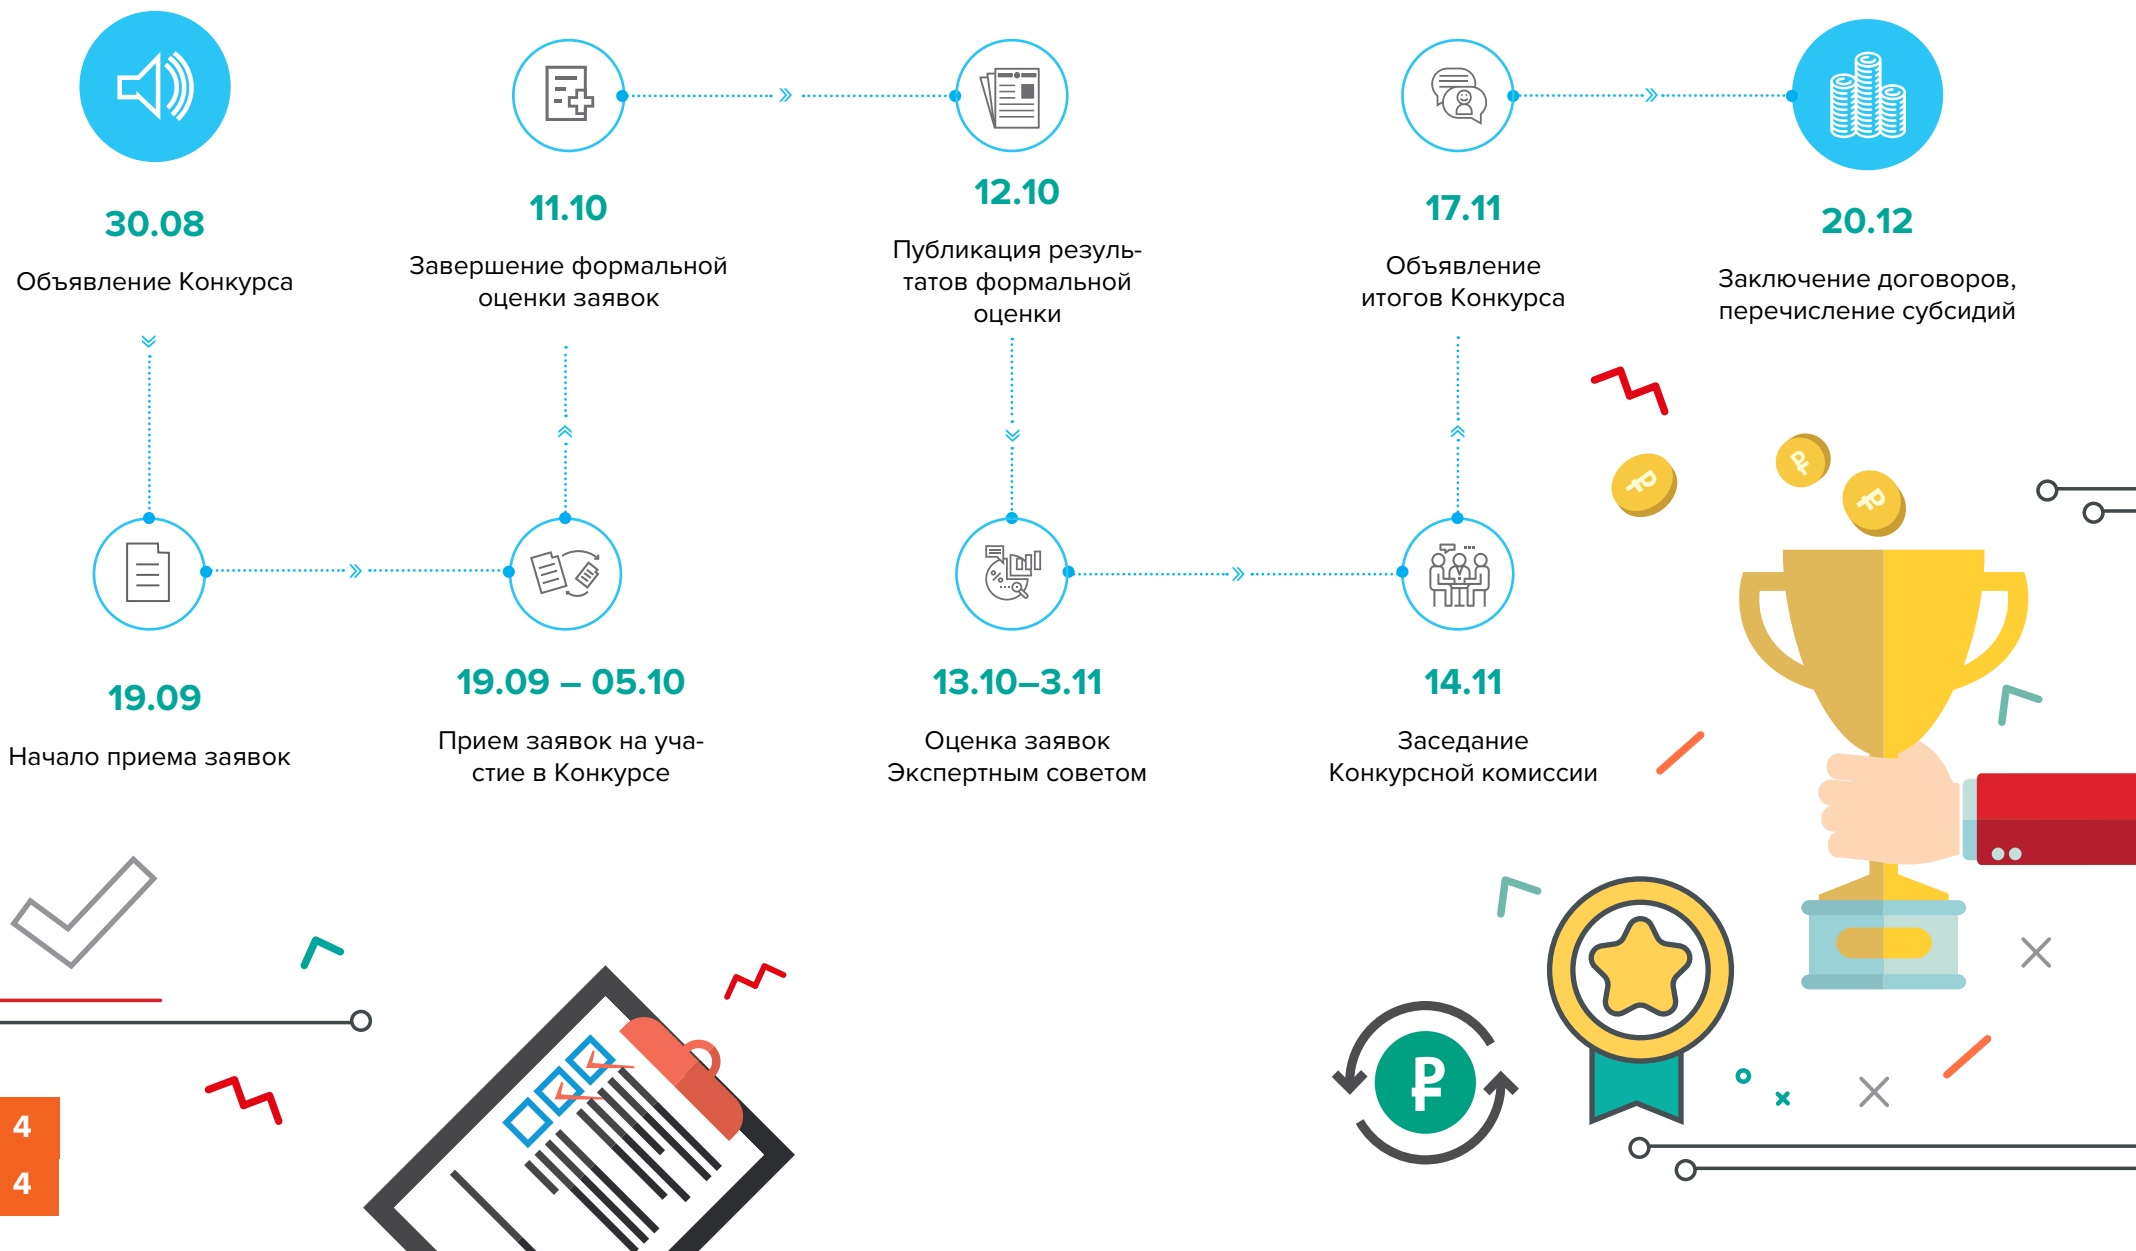 30.08
Объявление Конкурса
19.09
Начало приема заявок
19.09 – 05.10
Прием заявок на уча-
стие в Конкурсе
11.10
Завершение формальной
оценки заявок
12.10
Публикация резуль-
татов формальной
оценки
13.10–3.11
Оценка заявок
Экспертным советом
14.11
Заседание
Конкурсной комиссии
17.11
Объявление
итогов Конкурса
20.12
Заключение договоров,
перечисление субсидий
4
4